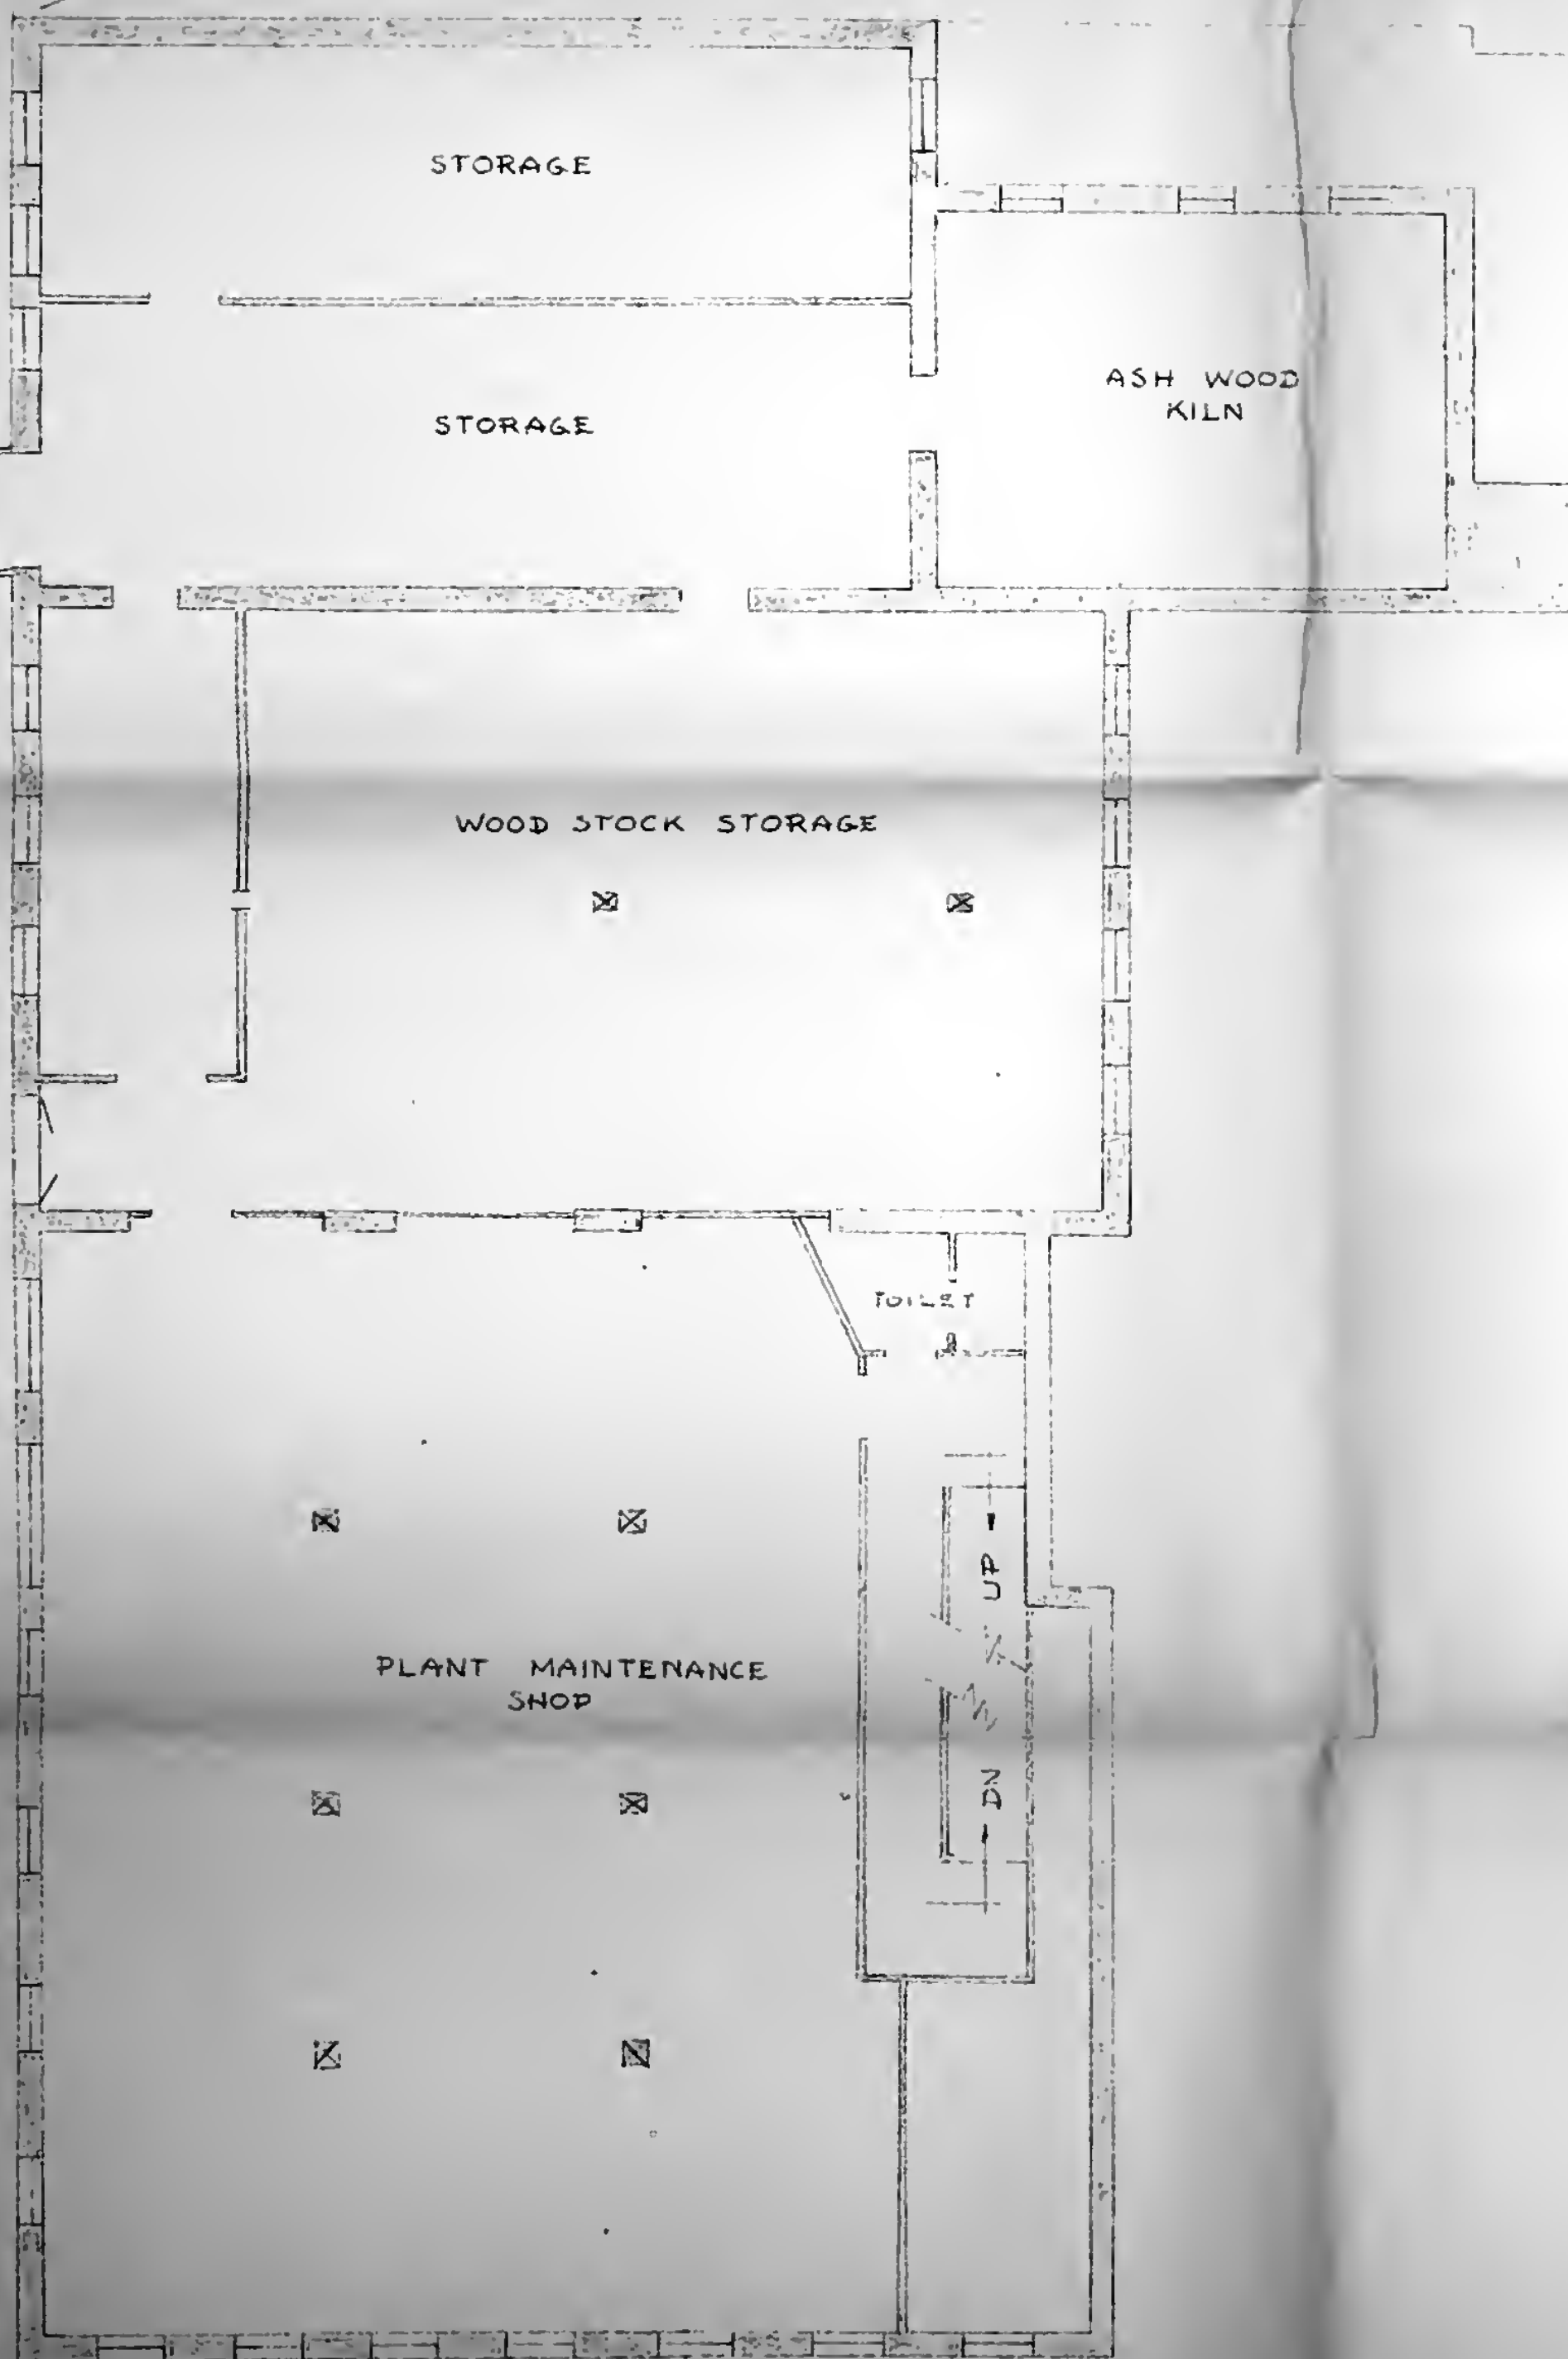 STORAGE
ASH WOOD
KILN
STORAGE
WOOD STOCK STORAGE
TOILET
UP
PLANT MAINTENANCE
SHOP
DN